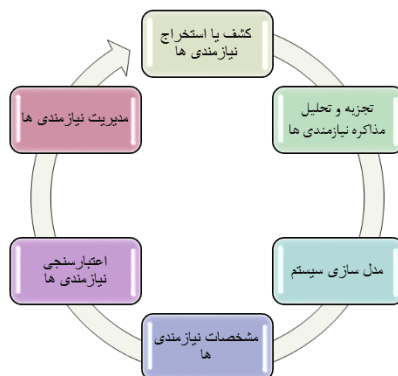 کشف یا استخراج
نیازمندی ها
تجزیه و تحلیل
مذاکره نیازمندی ها
مدل سازی سیستم
مشخصات نیازمندی
ها
اعتبارسنجی
نیازمندی ها
مدیریت نیازمندی ها